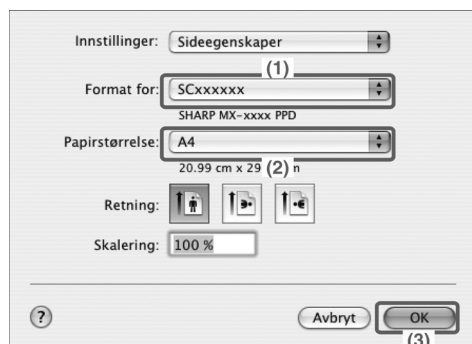 Innstillinger: Sideegenskaper
(1)
Format for: SCxxxxxx
SHARP MX-xxxx PPD
Papirstørrelse: A4
20.99 cm x 29 (2) n
Retning:
Skalering: 100 %
? Avbryt OK
(3)